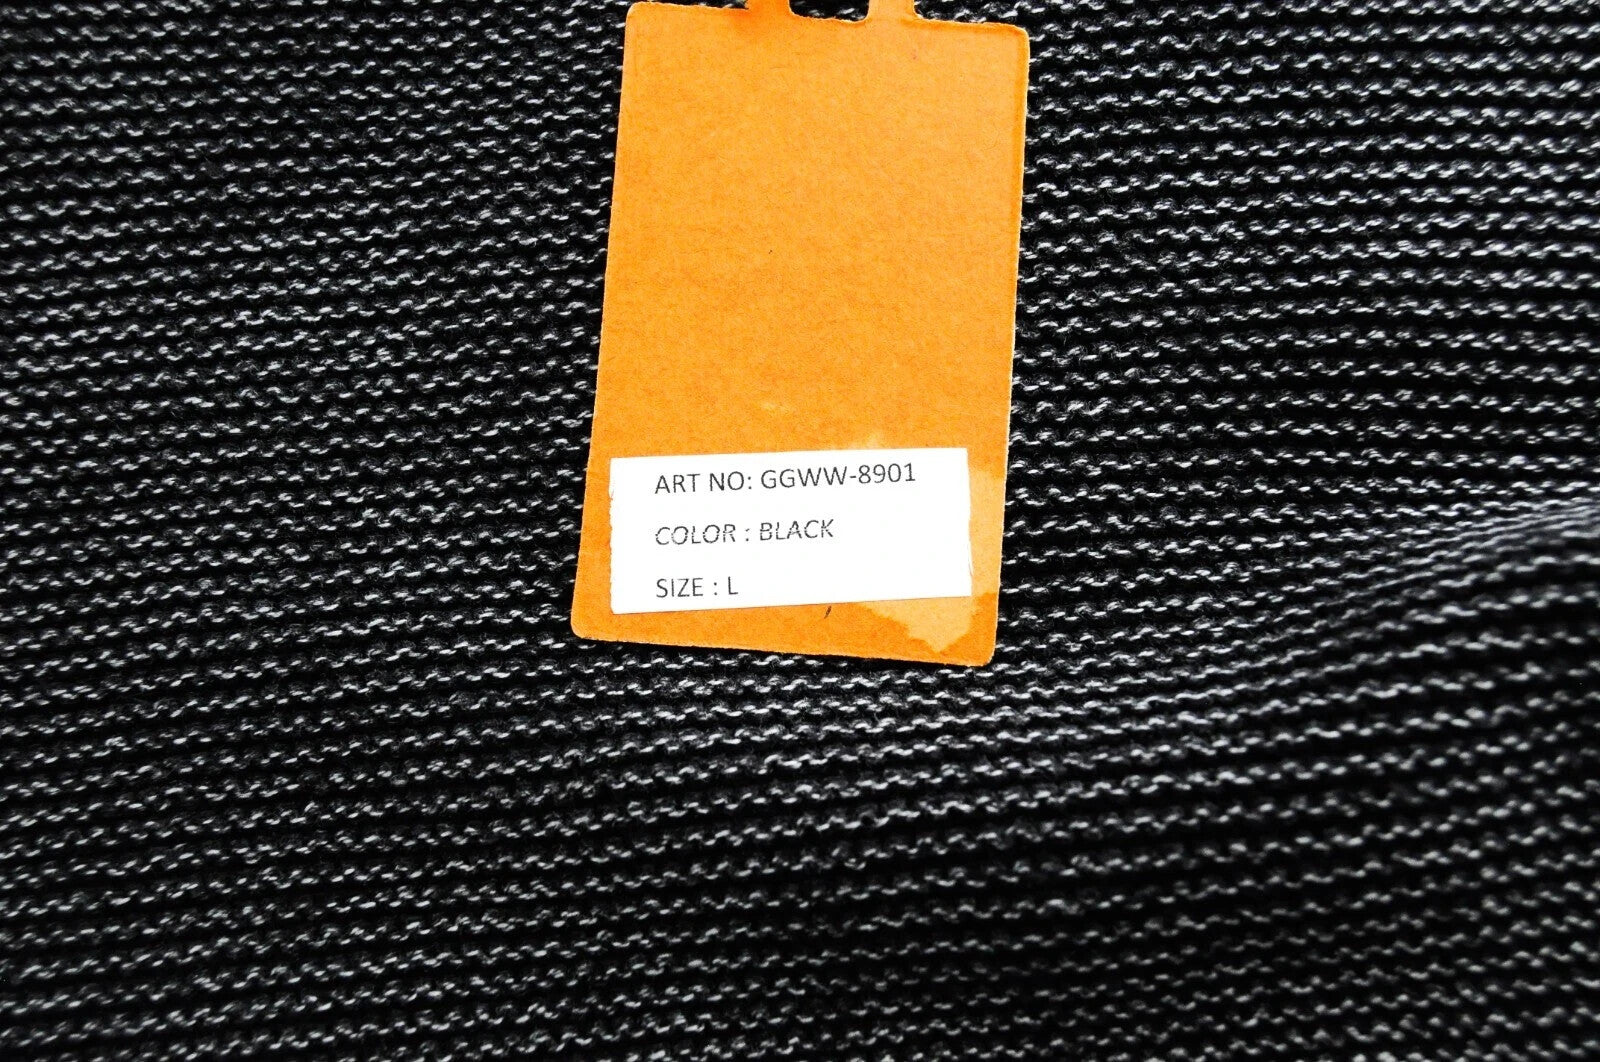 ART NO: GGWW-8901
COLOR : BLACK
SIZE : L